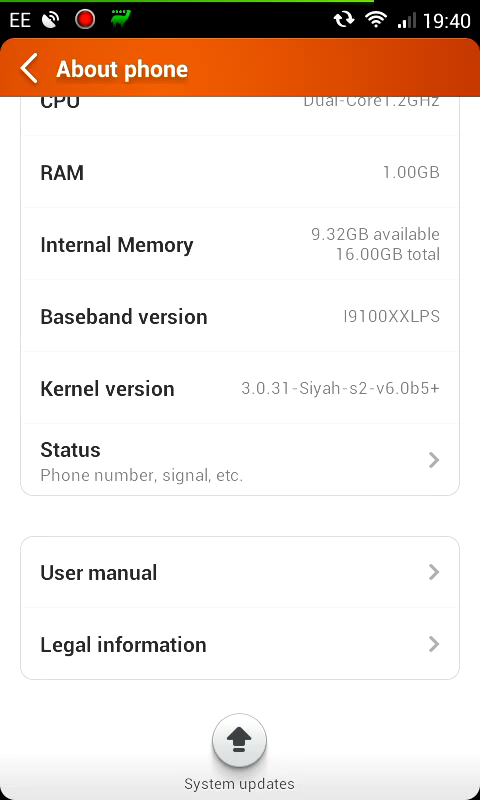 EE 19:40
About phone
CPU Dual-Core1.2GHz
RAM 1.00GB
Internal Memory 9.32GB available
16.00GB total
Baseband version I9100XXLPS
Kernel version 3.0.31-Siyah-s2-v6.0b5+
Status
Phone number, signal, etc.
User manual
Legal information
System updates